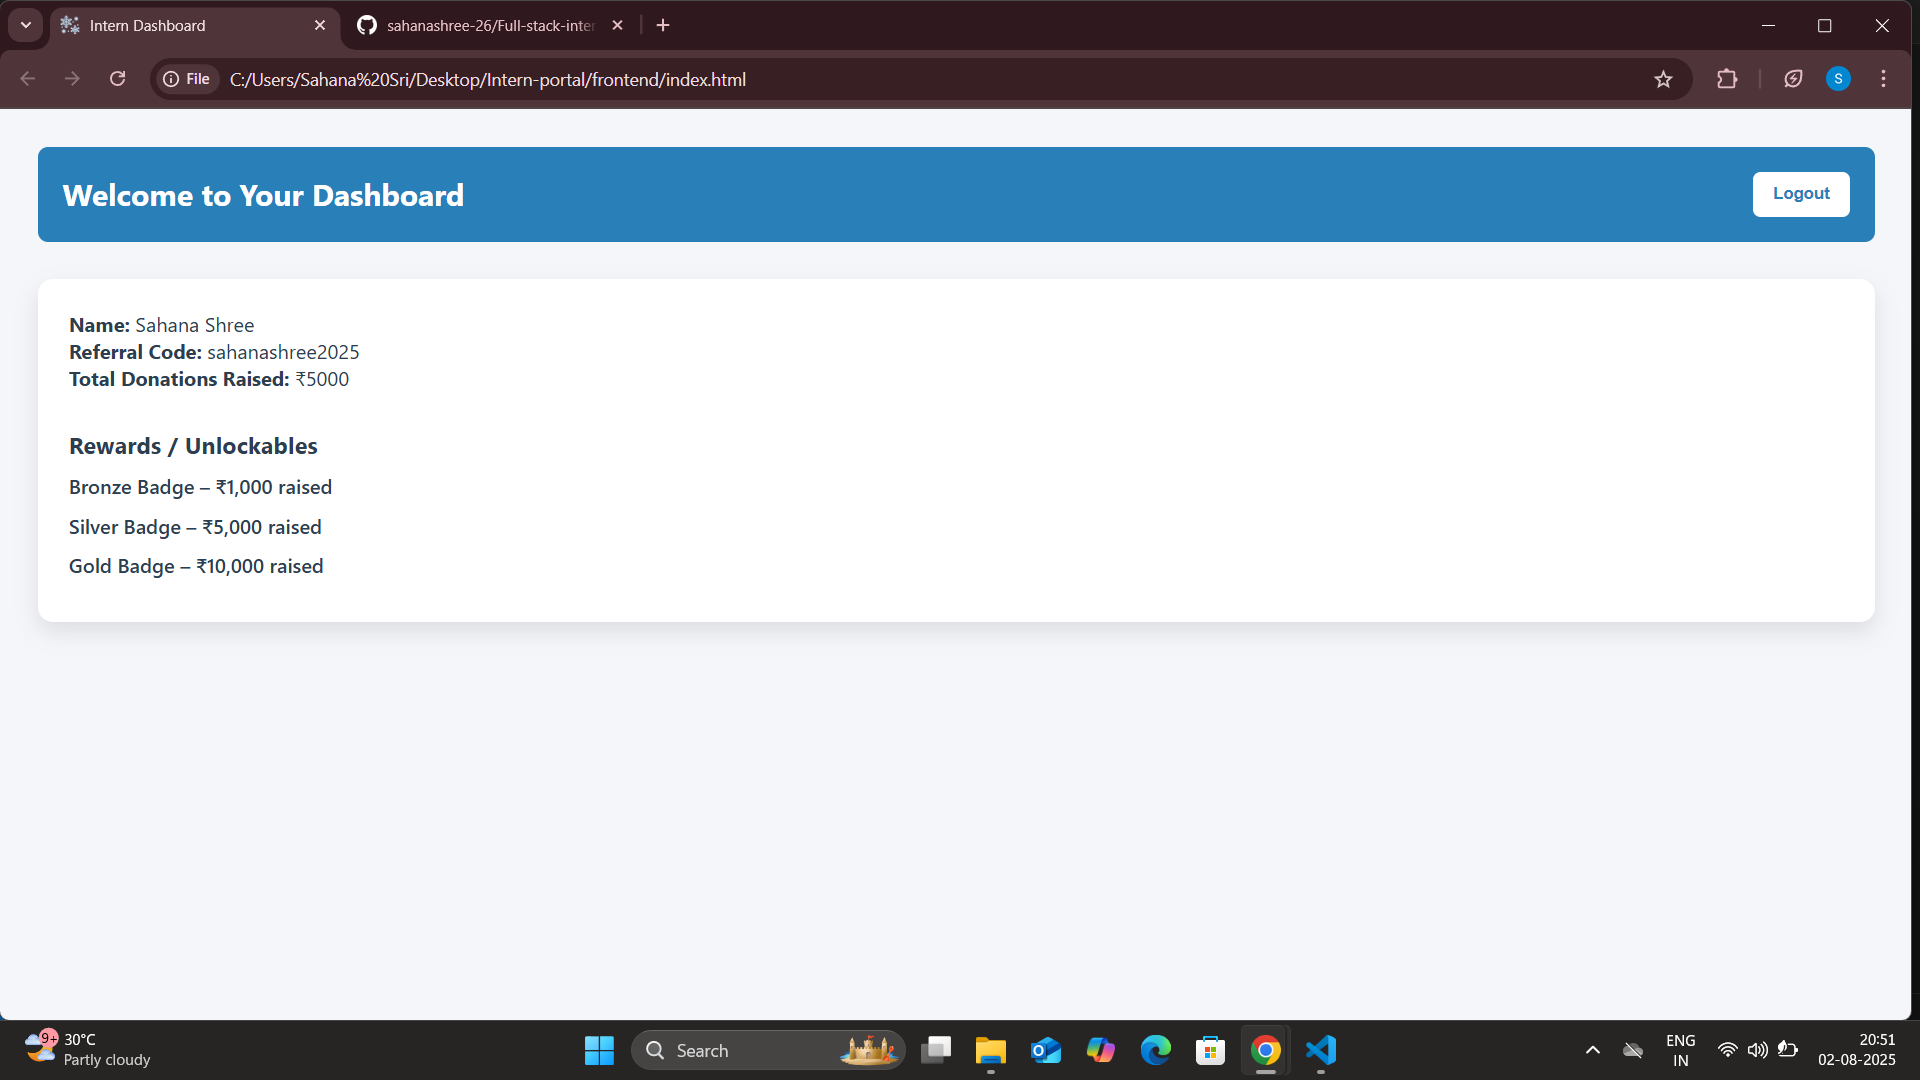 Intern Dashboard
sahanashree-26/Full-stack-inter
File
C:/Users/Sahana%20Sri/Desktop/Intern-portal/frontend/index.html
S
Welcome to Your Dashboard
Logout
Name: Sahana Shree
Referral Code: sahanashree2025
Total Donations Raised: ₹5000
Rewards / Unlockables
Bronze Badge – ₹1,000 raised
Silver Badge – ₹5,000 raised
Gold Badge – ₹10,000 raised
9+
30°C
Partly cloudy
Search
ENG
IN
20:51
02-08-2025